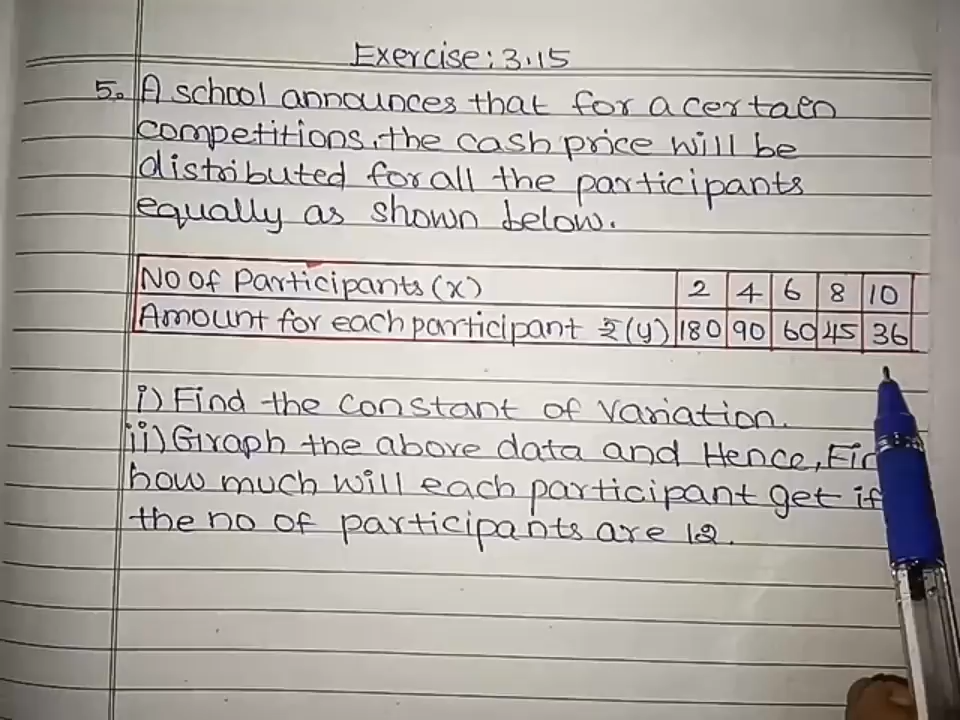 Exercise: 3.15
5. A school announces that for a certain
competitions, the cash price will be
distributed for all the participants
equally as shown below.
No of Participants (x) 2 4 6 8 10
Amount for each participant ₹ (y) 180 90 60 45 36
i) Find the constant of variation.
ii) Graph the above data and Hence,
how much will each participant get if
the no of participants are 12.